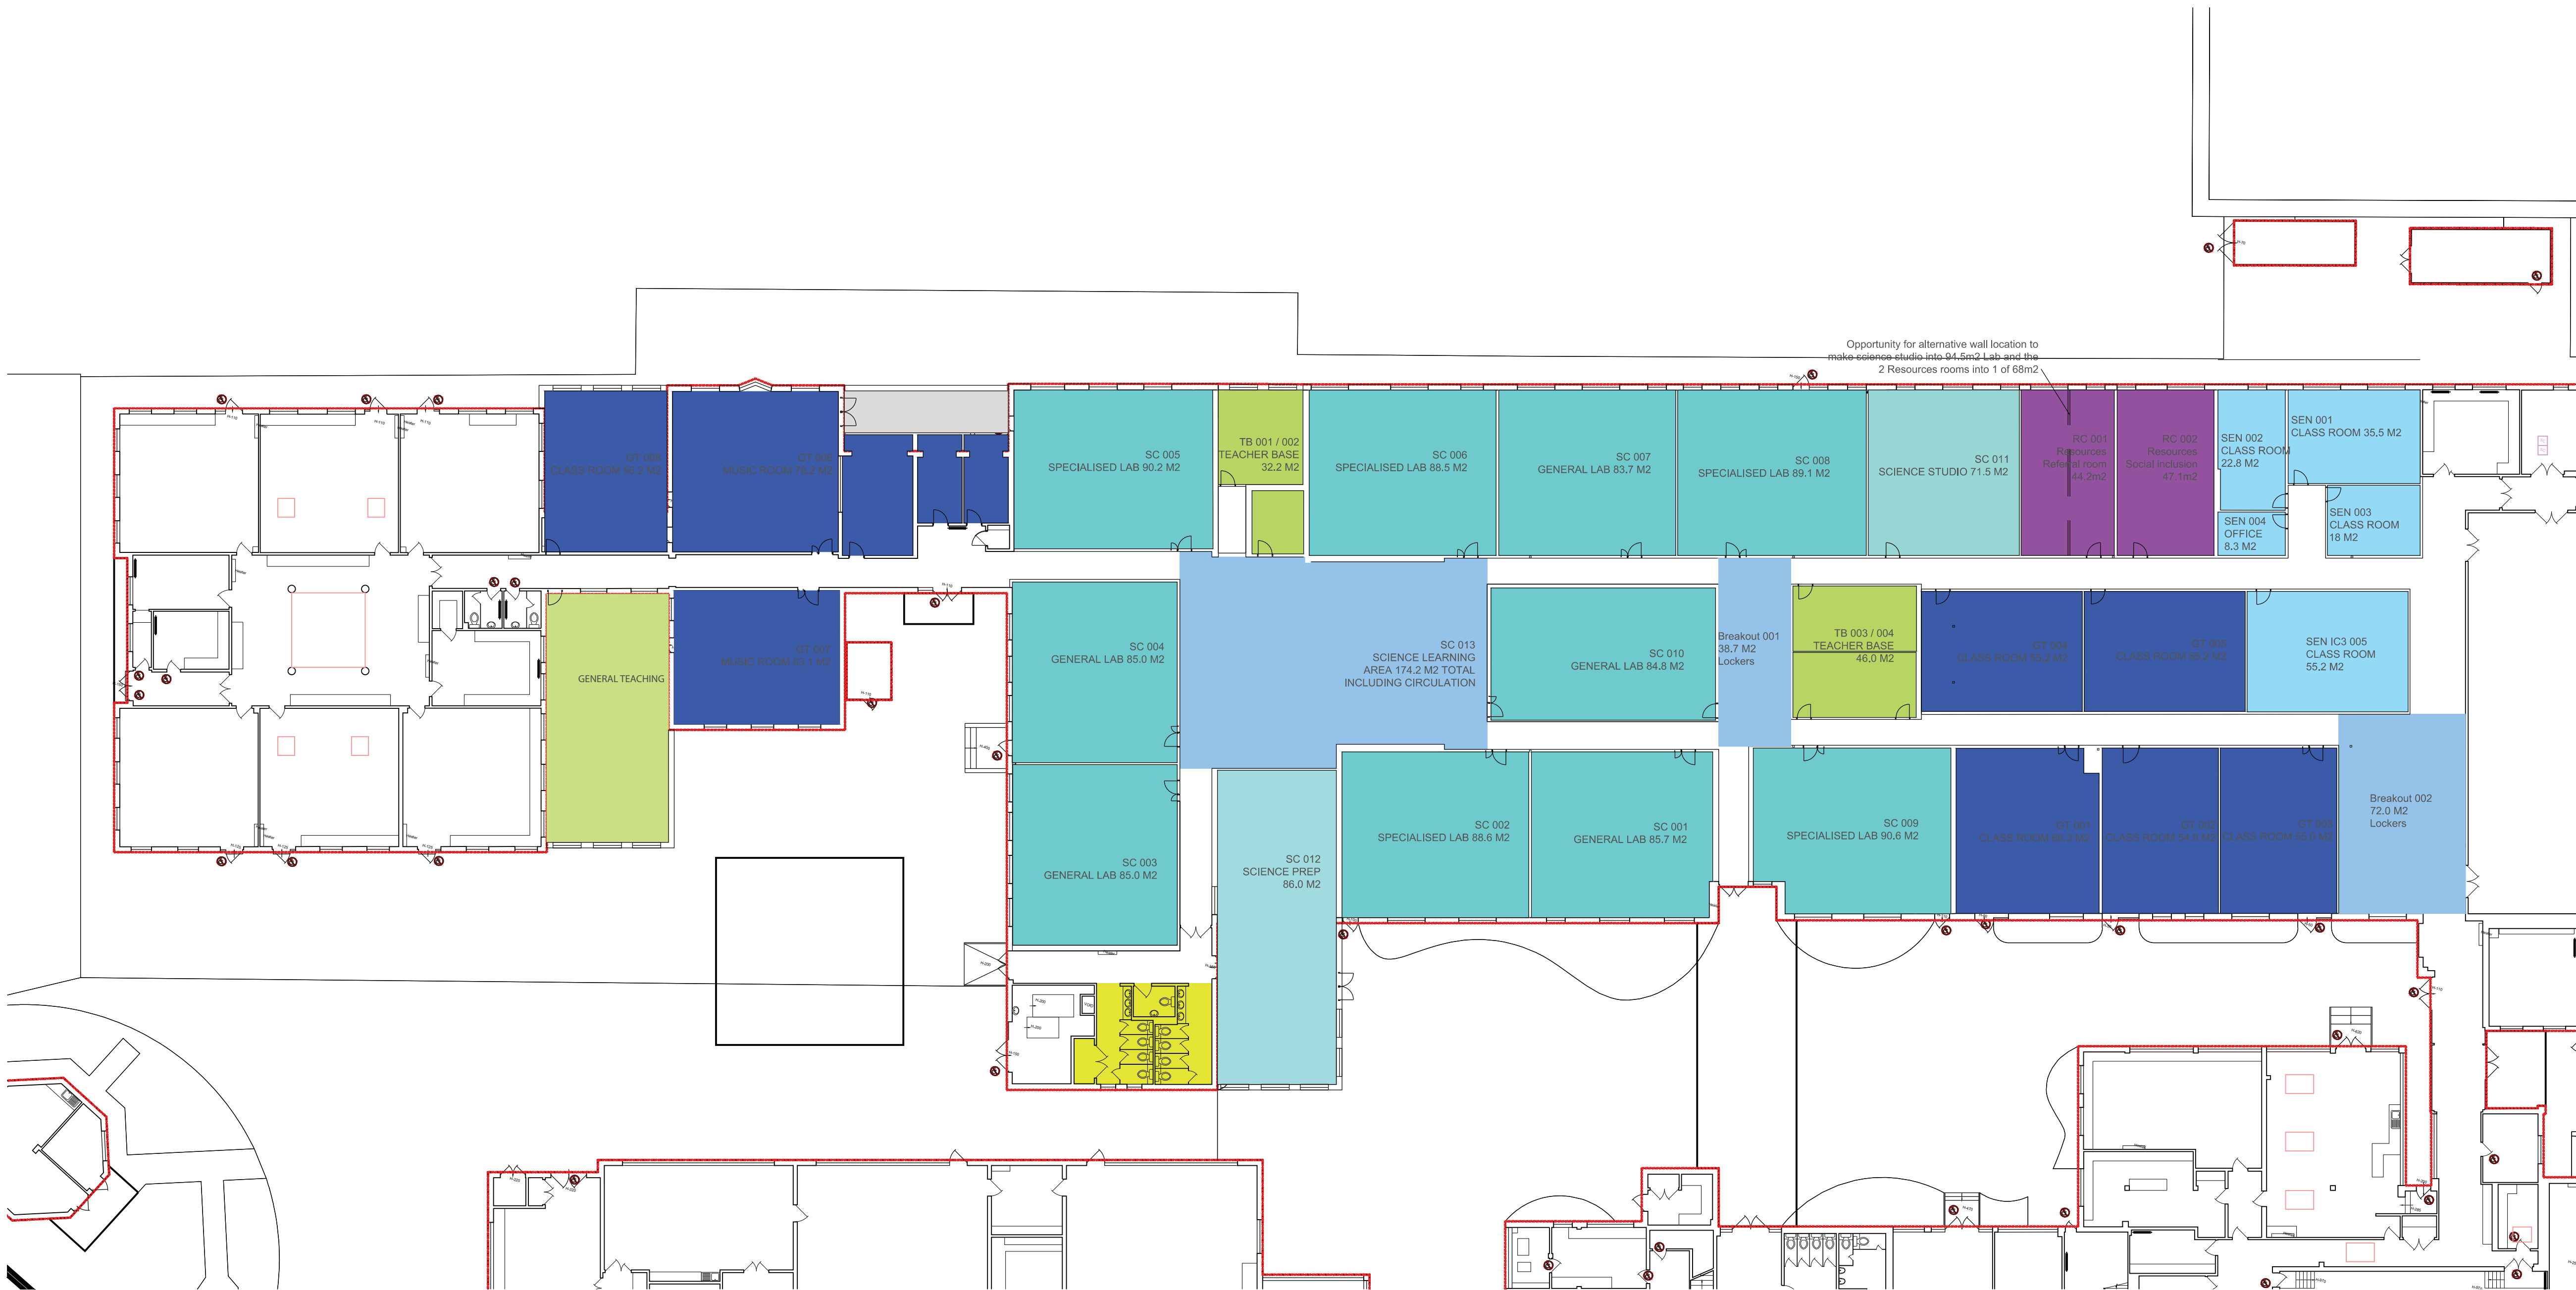 Opportunity for alternative wall location to
make science studio into 94.5m2 Lab and the
2 Resources rooms into 1 of 68m2
SC 005
SPECIALISED LAB 90.2 M2
TB 001 / 002
TEACHER BASE
32.2 M2
SC 006
SPECIALISED LAB 88.5 M2
SC 007
GENERAL LAB 83.7 M2
SC 008
SPECIALISED LAB 89.1 M2
SC 011
SCIENCE STUDIO 71.5 M2
RC 001
Resources
Referral room
44.2m2
RC 002
Resources
Social inclusion
47.1m2
SEN 002
CLASS ROOM
22.8 M2
SEN 001
CLASS ROOM 35.5 M2
SEN 004
OFFICE
8.3 M2
SEN 003
CLASS ROOM
18 M2
GENERAL TEACHING
SC 004
GENERAL LAB 85.0 M2
SC 013
SCIENCE LEARNING
AREA 174.2 M2 TOTAL
INCLUDING CIRCULATION
SC 010
GENERAL LAB 84.8 M2
Breakout 001
38.7 M2
Lockers
TB 003 / 004
TEACHER BASE
46.0 M2
SEN IC3 005
CLASS ROOM
55.2 M2
SC 003
GENERAL LAB 85.0 M2
SC 012
SCIENCE PREP
86.0 M2
SC 002
SPECIALISED LAB 88.6 M2
SC 001
GENERAL LAB 85.7 M2
SC 009
SPECIALISED LAB 90.6 M2
Breakout 002
72.0 M2
Lockers